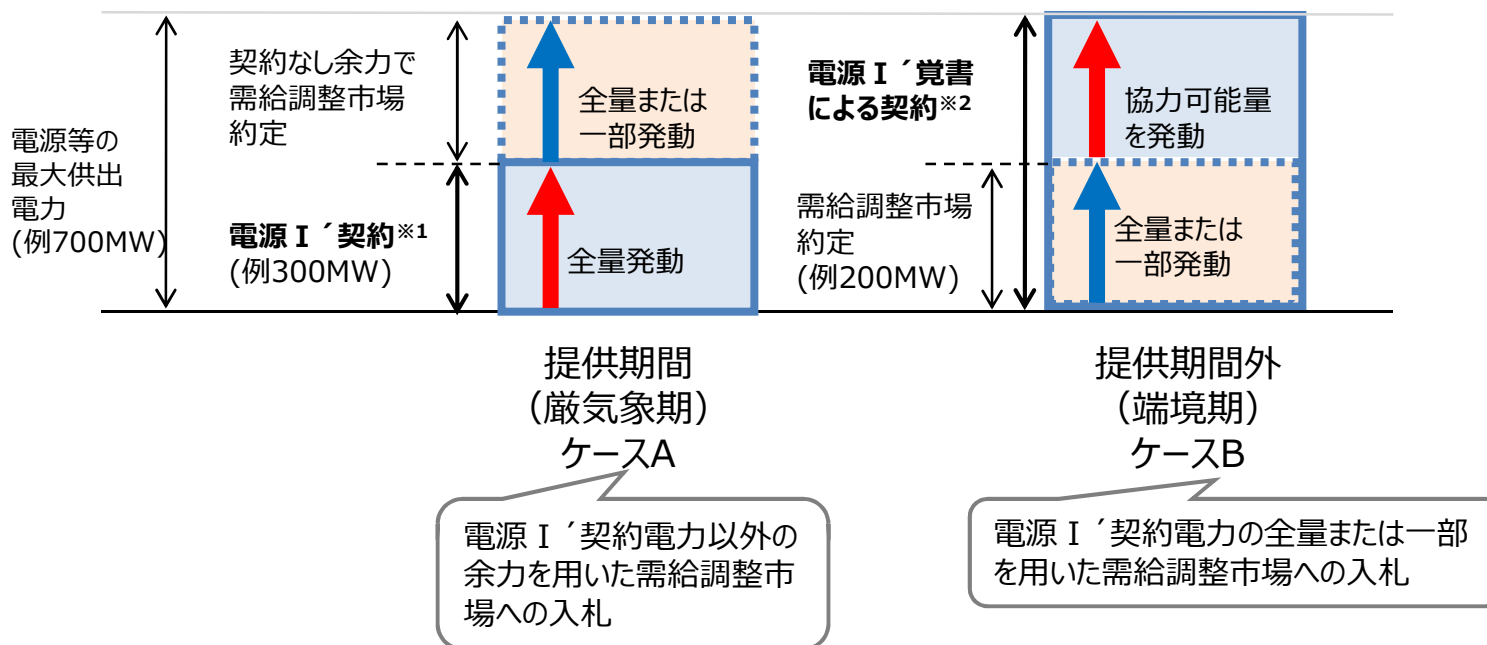 電源等の
最大供出
電力
(例700MW)
契約なし余力で
需給調整市場
約定
電源Ⅰ´契約※1
(例300MW)
全量または
一部発動
全量発動
電源Ⅰ´覚書
による契約※2
需給調整市場
約定
(例200MW)
協力可能量
を発動
全量または
一部発動
提供期間
（厳気象期）
ケースA
提供期間外
（端境期）
ケースB
電源Ⅰ´契約電力以外の
余力を用いた需給調整市
場への入札
電源Ⅰ´契約電力の全量または一部
を用いた需給調整市場への入札